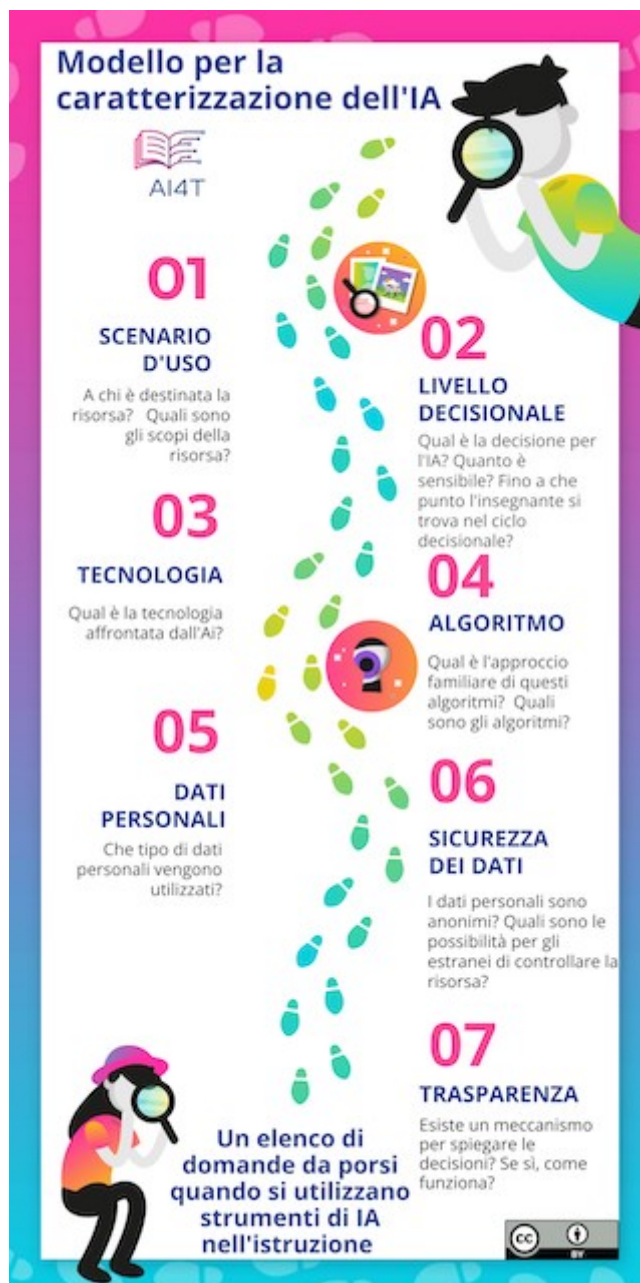 Modello per la
caratterizzazione dell'IA
AI4T
01
SCENARIO
D'USO
A chi è destinata la
risorsa? Quali sono
gli scopi della
risorsa?
02
LIVELLO
DECISIONALE
Qual è la decisione per
l'IA? Quanto è
sensibile? Fino a che
punto l'insegnante si
trova nel ciclo
decisionale?
03
TECNOLOGIA
Qual è la tecnologia
affrontata dall'Ai?
04
ALGORITMO
Qual è l'approccio
familiare di questi
algoritmi? Quali
sono gli algoritmi?
05
DATI
PERSONALI
Che tipo di dati
personali vengono
utilizzati?
06
SICUREZZA
DEI DATI
I dati personali sono
anonimi? Quali sono le
possibilità per gli
estranei di controllare la
risorsa?
07
TRASPARENZA
Esiste un meccanismo
per spiegare le
decisioni? Se sì, come
funziona?
Un elenco di
domande da porsi
quando si utilizzano
strumenti di IA
nell'istruzione
cc
BY